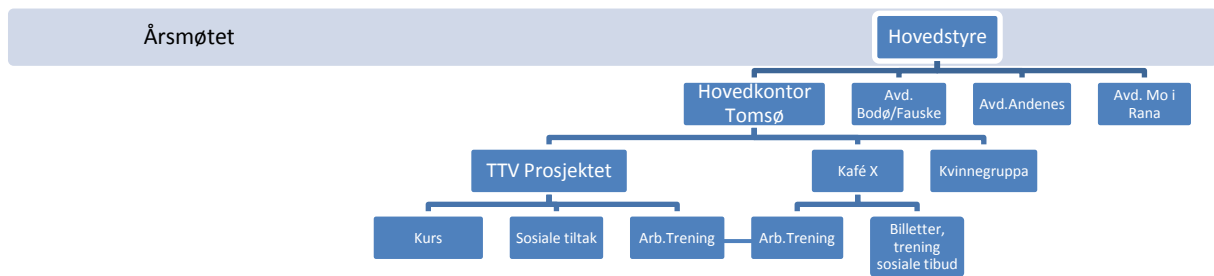 Årsmøtet
Hovedstyre
Hovedkontor
Tomsø
Avd.
Bodø/Fauske
Avd.Andenes
Avd. Mo i
Rana
TTV Prosjektet
Kafé X
Kvinnegruppa
Kurs
Sosiale tiltak
Arb.Trening
Arb.Trening
Billetter,
trening
sosiale tibud